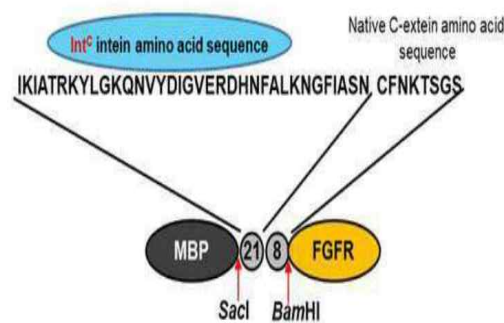 Int^C intein amino acid sequence
Native C-extein amino acid
sequence
IKIATRKYLGKQNVYDIGVERDHNFALKNGFIASN CFNKTSGS
MBP 21 8 FGFR
SacI BamHI